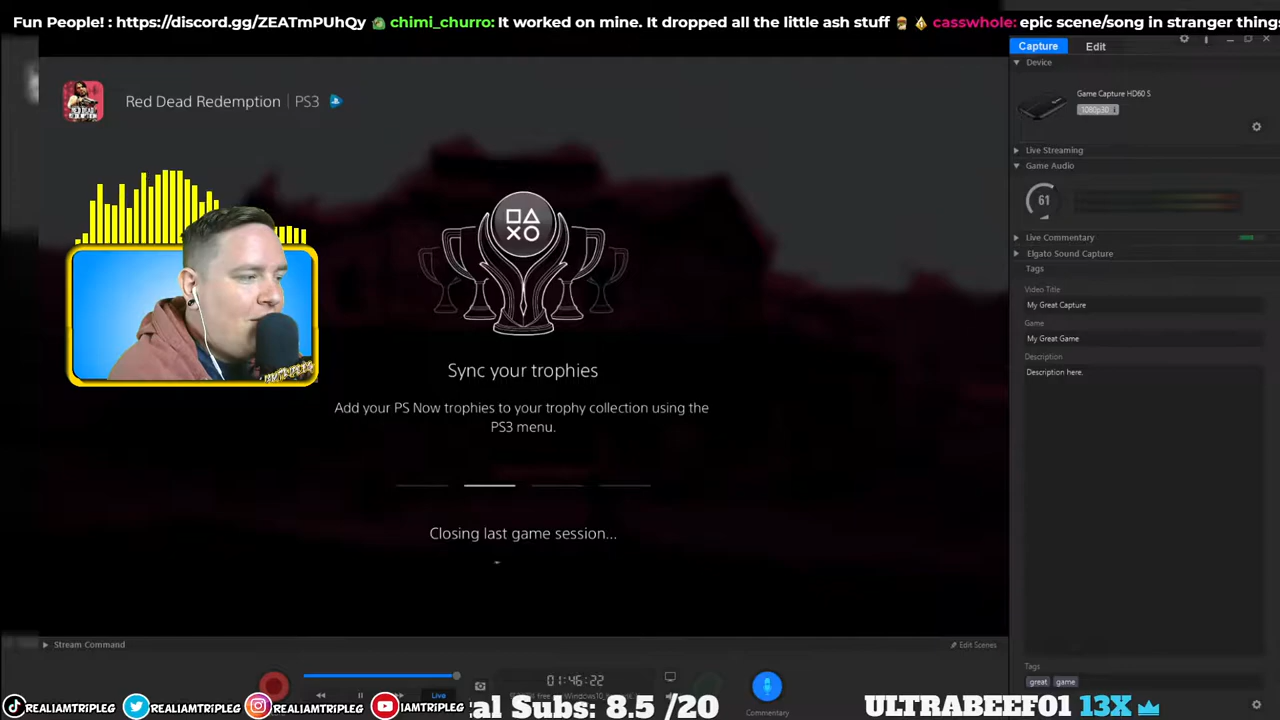 Fun People! : https://discord.gg/ZEATmPUhQy chimi_churro: It worked on mine. It dropped all the little ash stuff casswhole: epic scene/song in stranger things
Capture Edit
Device
Red Dead Redemption | PS3
Game Capture HD60 S
1080p30
Live Streaming
Game Audio
61
Live Commentary
Elgato Sound Capture
Tags
Video Title
My Great Capture
Game
My Great Game
Description
Description here.
Sync your trophies
Add your PS Now trophies to your trophy collection using the
PS3 menu.
Closing last game session...
Stream Command
Edit Scenes
Tags
great game
01:46:22
Live
Commentary
REALIAMTRIPLEG REALIAMTRIPLEG REALIAMTRIPLEG IAMTRIPLEG al Subs: 8.5 /20 ULTRABEEF01 13X